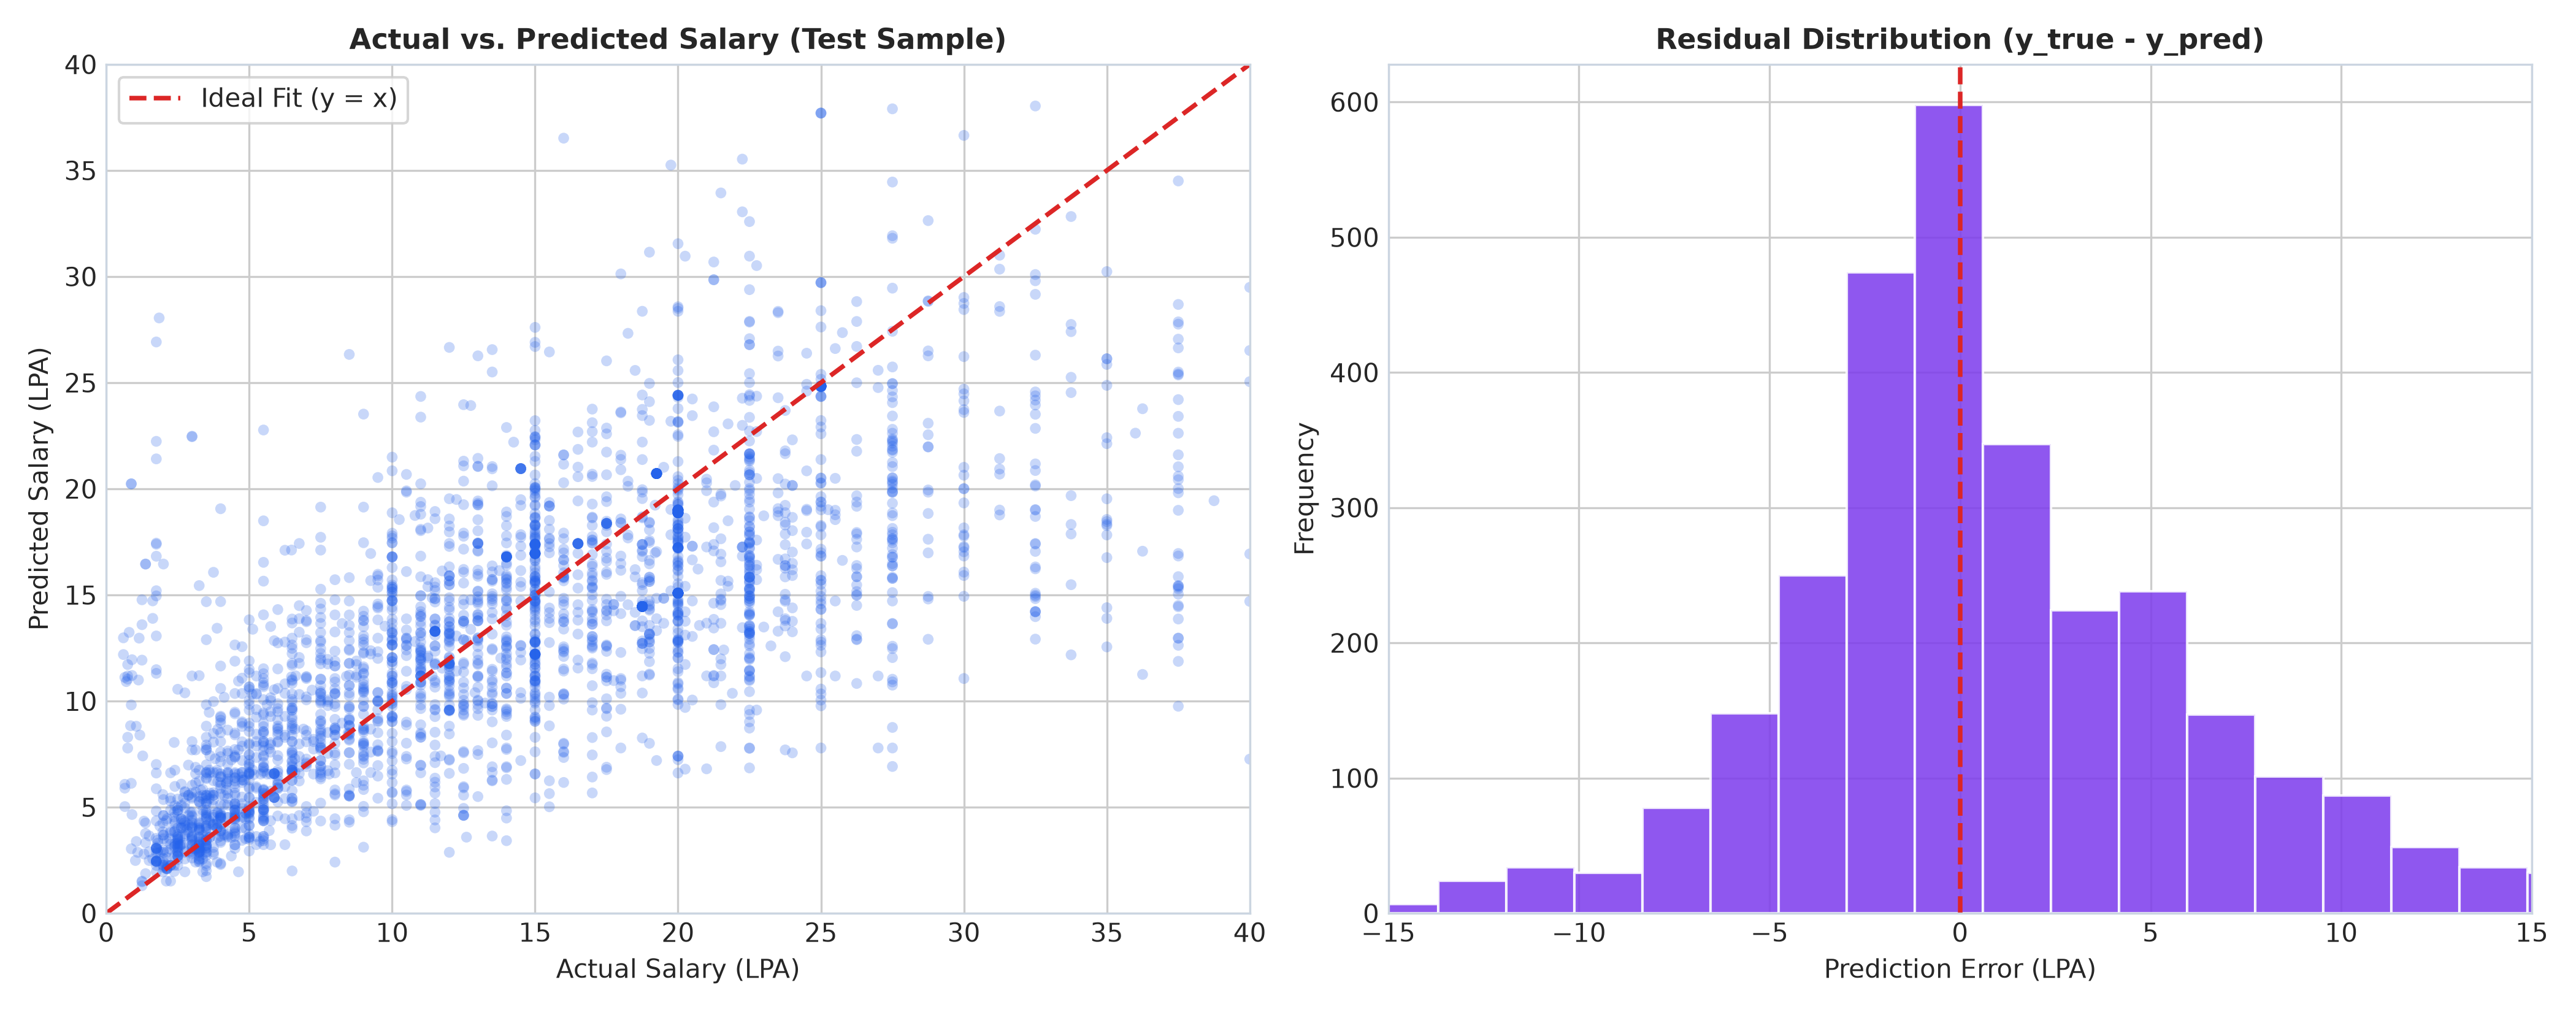 Actual vs. Predicted Salary (Test Sample)
Ideal Fit (y = x)
Predicted Salary (LPA)
40
35
30
25
20
15
10
5
0
0 5 10 15 20 25 30 35 40
Actual Salary (LPA)
Residual Distribution (y_true - y_pred)
Frequency
600
500
400
300
200
100
0
−15 −10 −5 0 5 10 15
Prediction Error (LPA)